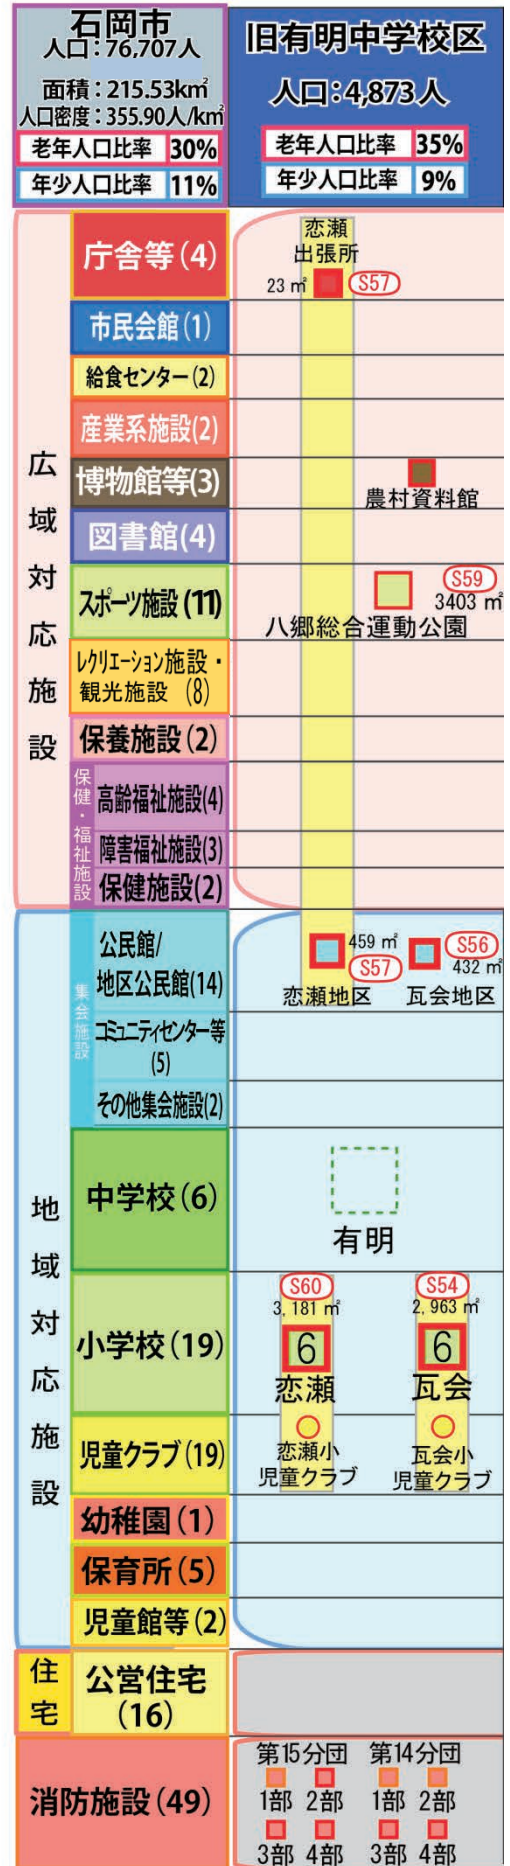 石岡市
人口：76,707人
面積：215.53k㎡
人口密度：355.90人/k㎡
老年人口比率 30%
年少人口比率 11%
旧有明中学校区
人口：4,873人
老年人口比率 35%
年少人口比率 9%
広域対応施設
庁舎等(4)
恋瀬
出張所
23㎡ S57
市民会館(1)
給食センター(2)
産業系施設(2)
博物館等(3)
農村資料館
図書館(4)
スポーツ施設(11)
S59
3403㎡
八郷総合運動公園
レクリエーション施設・
観光施設 (8)
保養施設(2)
保健・福祉施設
高齢福祉施設(4)
障害福祉施設(3)
保健施設(2)
地域対応施設
集会施設
公民館/
地区公民館(14)
459㎡
S57
恋瀬地区
S56
432㎡
瓦会地区
コミュニティセンター等
(5)
その他集会施設(2)
中学校(6)
有明
小学校(19)
S60
3,181㎡
6
恋瀬
S54
2,963㎡
6
瓦会
児童クラブ(19)
恋瀬小
児童クラブ
瓦会小
児童クラブ
幼稚園(1)
保育所(5)
児童館等(2)
住宅
公営住宅
(16)
消防施設(49)
第15分団 第14分団
1部 2部 1部 2部
3部 4部 3部 4部